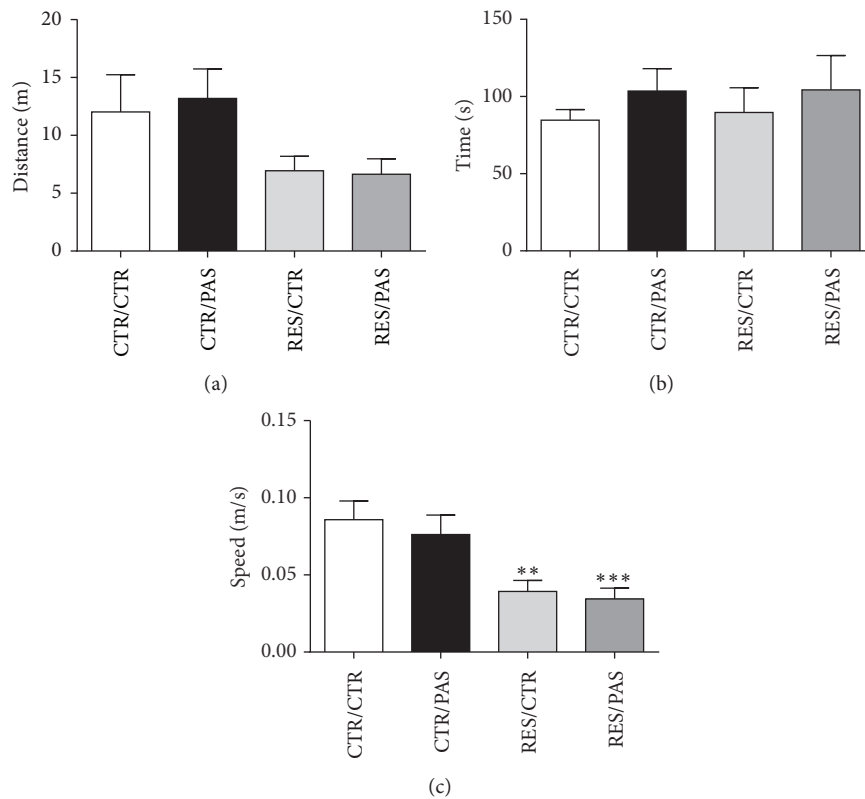 20
15
10
5
0
Distance (m)
CTR/CTR
CTR/PAS
RES/CTR
RES/PAS
(a)
150
100
50
0
Time (s)
CTR/CTR
CTR/PAS
RES/CTR
RES/PAS
(b)
0.15
0.10
0.05
0.00
Speed (m/s)
**
***
CTR/CTR
CTR/PAS
RES/CTR
RES/PAS
(c)